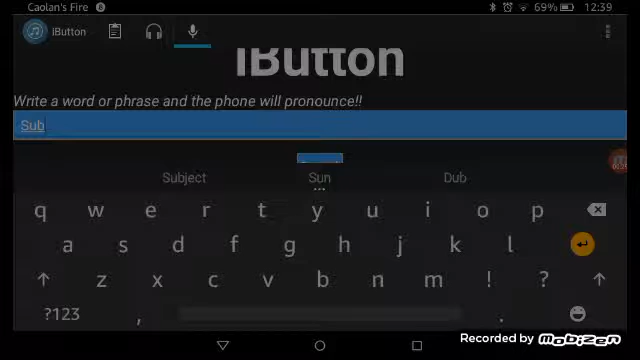 Caolan's Fire 6 69% 12:39
iButton
iButton
Write a word or phrase and the phone will pronounce!!
Sub
Subject Sun Dub
q w e r t y u i o p
a s d f g h j k l
z x c v b n m ! ?
?123 , .
Recorded by Mobizen